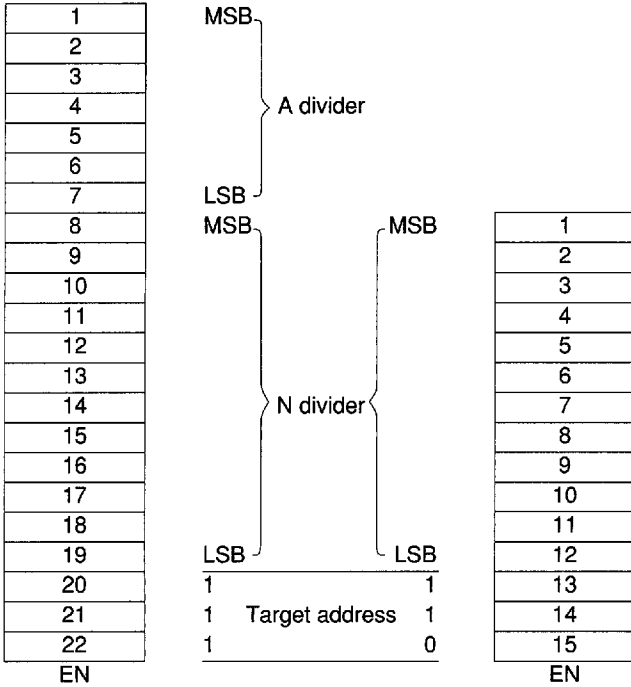 1 MSB
2
3
4 A divider
5
6
7 LSB
8 MSB MSB 1
9 2
10 3
11 4
12 5
13 6
14 N divider 7
15 8
16 9
17 10
18 11
19 LSB LSB 12
20 1 1 13
21 1 Target address 1 14
22 1 0 15
EN EN